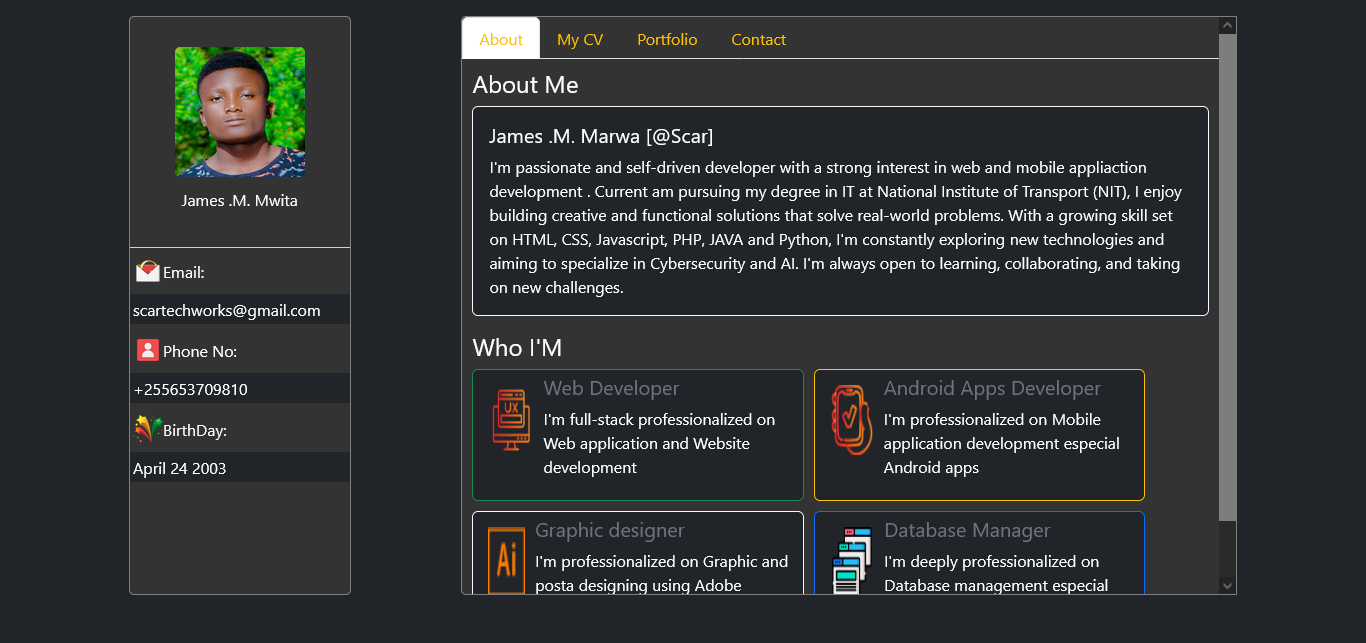 James .M. Mwita
Email:
scartechworks@gmail.com
Phone No:
+255653709810
BirthDay:
April 24 2003
About
My CV
Portfolio
Contact
About Me
James .M. Marwa [@Scar]
I'm passionate and self-driven developer with a strong interest in web and mobile appliaction
development . Current am pursuing my degree in IT at National Institute of Transport (NIT), I enjoy
building creative and functional solutions that solve real-world problems. With a growing skill set
on HTML, CSS, Javascript, PHP, JAVA and Python, I'm constantly exploring new technologies and
aiming to specialize in Cybersecurity and AI. I'm always open to learning, collaborating, and taking
on new challenges.
Who I'M
UX
Web Developer
I'm full-stack professionalized on
Web application and Website
development
Android Apps Developer
I'm professionalized on Mobile
application development especial
Android apps
Ai
Graphic designer
I'm professionalized on Graphic and
posta designing using Adobe
Database Manager
I'm deeply professionalized on
Database management especial